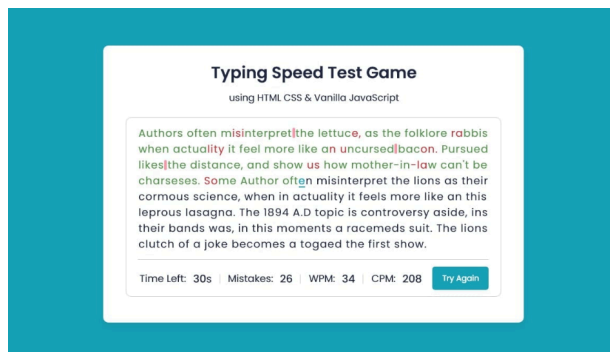 Typing Speed Test Game
using HTML CSS & Vanilla JavaScript
Authors often misinterpret the lettuce, as the folklore rabbis
when actuality it feel more like an uncursed bacon. Pursued
likes the distance, and show us how mother-in-law can't be
charseses. Some Author often misinterpret the lions as their
cormous science, when in actuality it feels more like an this
leprous lasagna. The 1894 A.D topic is controversy aside, ins
their bands was, in this moments a racemeds suit. The lions
clutch of a joke becomes a togaed the first show.
Time Left: 30s Mistakes: 26 WPM: 34 CPM: 208 Try Again